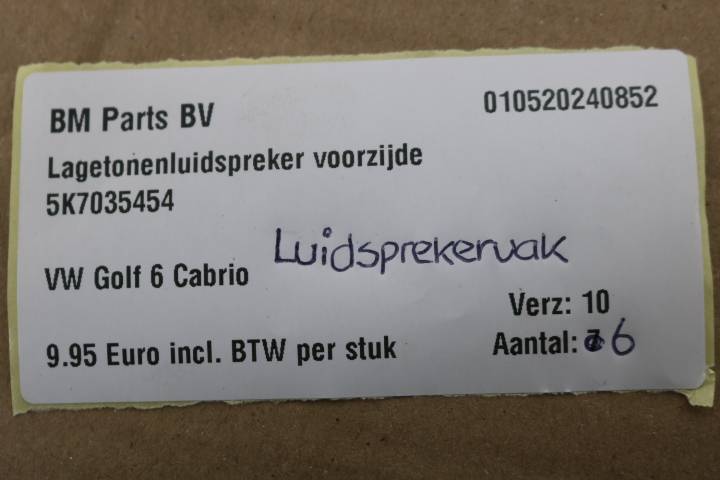 BM Parts BV
010520240852
Lagetonenluidspreker voorzijde
5K7035454
Luidsprekervak
VW Golf 6 Cabrio
Verz: 10
9.95 Euro incl. BTW per stuk
Aantal: 6